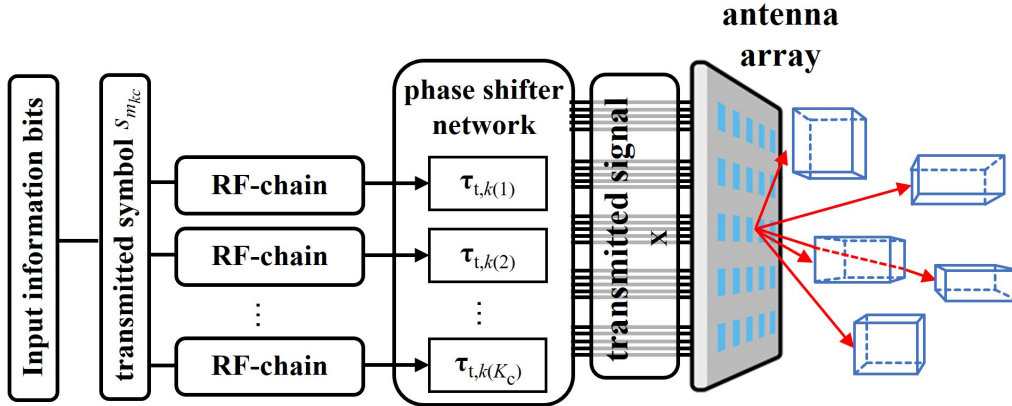 Input information bits
transmitted symbol s_{m_{kc}}
RF-chain
RF-chain
⋮
RF-chain
phase shifter
network
τ_{t,k(1)}
τ_{t,k(2)}
⋮
τ_{t,k(K_c)}
transmitted signal
x
antenna
array